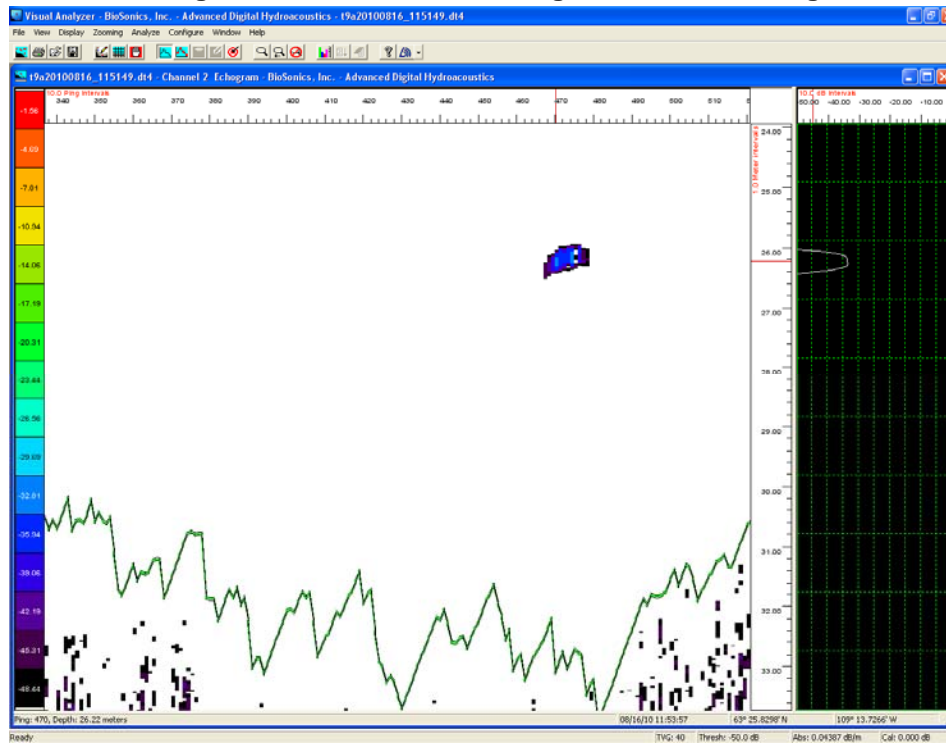 Visual Analyzer - BioSonics, Inc. - Advanced Digital Hydroacoustics - t9a20100816_115149.dt4
File View Display Zooming Analyze Configure Window Help
t9a20100816_115149.dt4 - Channel 2 Echogram - BioSonics, Inc. - Advanced Digital Hydroacoustics
10.0 Ping Intervals
340 350 360 370 380 390 400 410 420 430 440 450 460 470 480 490 500 510
10.0 dB Intervals
-40.00 -30.00 -20.00 -10.00
1.0 Meter Intervals
24.00
25.00
26.00
27.00
28.00
29.00
30.00
31.00
32.00
33.00
-1.56
-4.69
-7.81
-10.94
-14.06
-17.19
-20.31
-23.44
-26.56
-29.69
-32.81
-35.94
-39.06
-42.19
-45.31
-48.44
Ping: 470, Depth: 26.22 meters 08/16/10 11:53:57 63° 25.8298' N 109° 13.7266' W
Ready TVG: 40 Thresh: -50.0 dB Abs: 0.04387 dB/m Cal: 0.000 dB